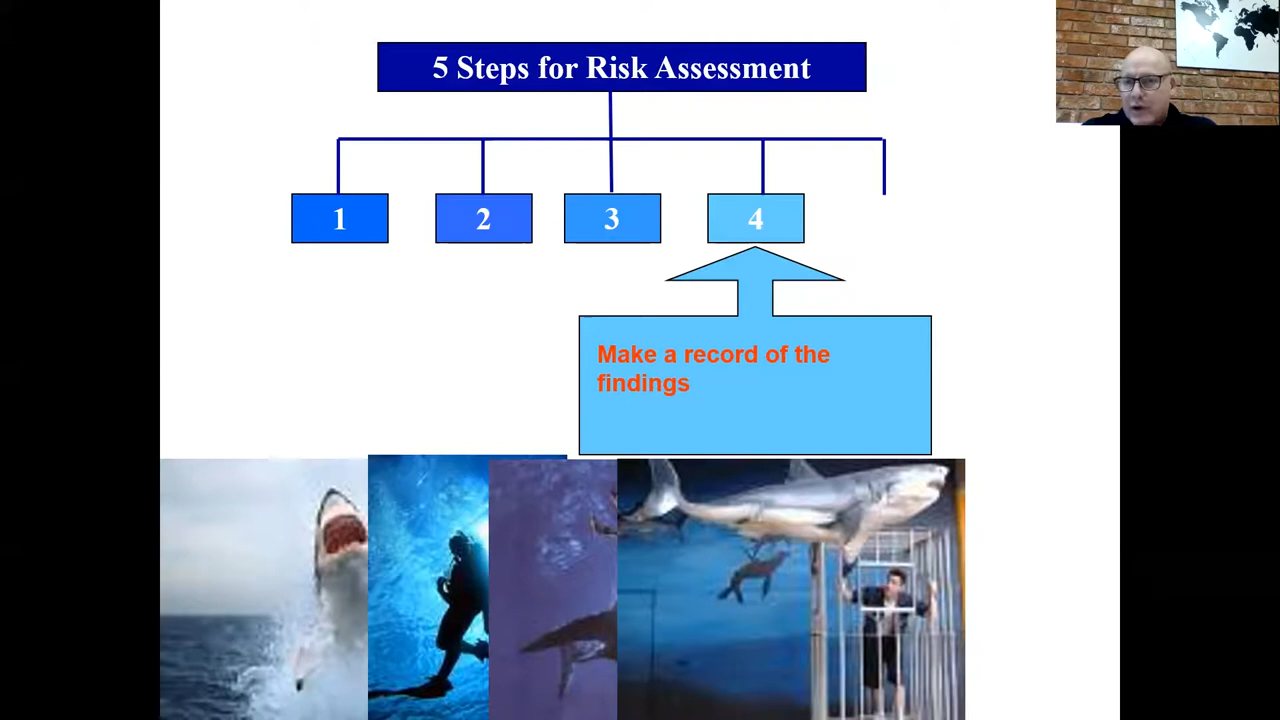 5 Steps for Risk Assessment
1
2
3
4
Make a record of the
findings